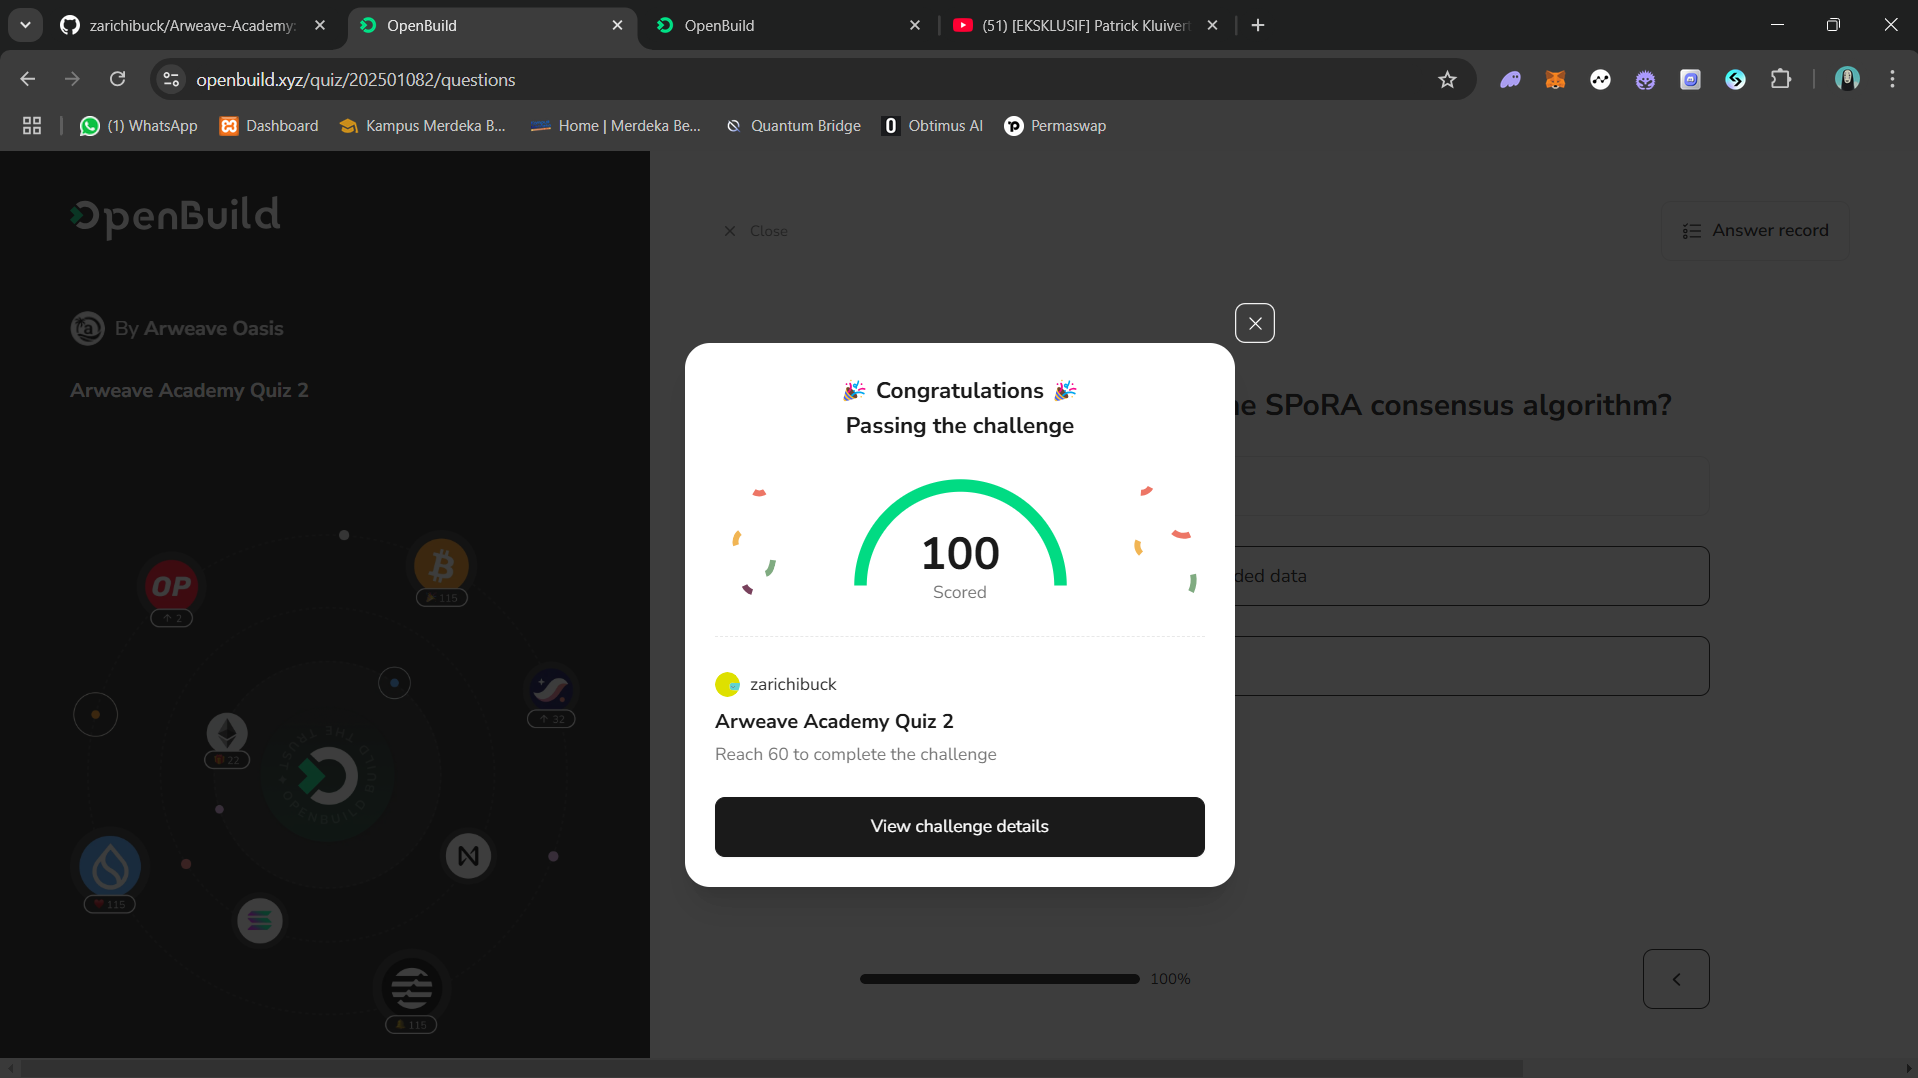 zarichibuck/Arweave-Academy:
OpenBuild
OpenBuild
(51) [EKSKLUSIF] Patrick Kluivert
openbuild.xyz/quiz/202501082/questions
(1) WhatsApp
Dashboard
Kampus Merdeka B...
Home | Merdeka Be...
Quantum Bridge
Obtimus AI
Permaswap
OpenBuild
By Arweave Oasis
Arweave Academy Quiz 2
OP
2
115
32
22
THE TRUST
OPENBUILD
115
115
Close
Answer record
SPoRA consensus algorithm?
data
🎉 Congratulations 🎉
Passing the challenge
100
Scored
zarichibuck
Arweave Academy Quiz 2
Reach 60 to complete the challenge
View challenge details
100%